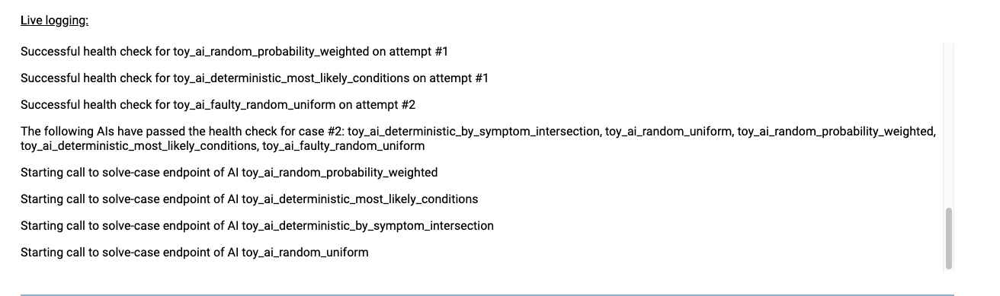 Live logging:
Successful health check for toy_ai_random_probability_weighted on attempt #1
Successful health check for toy_ai_deterministic_most_likely_conditions on attempt #1
Successful health check for toy_ai_faulty_random_uniform on attempt #2
The following AIs have passed the health check for case #2: toy_ai_deterministic_by_symptom_intersection, toy_ai_random_uniform, toy_ai_random_probability_weighted,
toy_ai_deterministic_most_likely_conditions, toy_ai_faulty_random_uniform
Starting call to solve-case endpoint of AI toy_ai_random_probability_weighted
Starting call to solve-case endpoint of AI toy_ai_deterministic_most_likely_conditions
Starting call to solve-case endpoint of AI toy_ai_deterministic_by_symptom_intersection
Starting call to solve-case endpoint of AI toy_ai_random_uniform